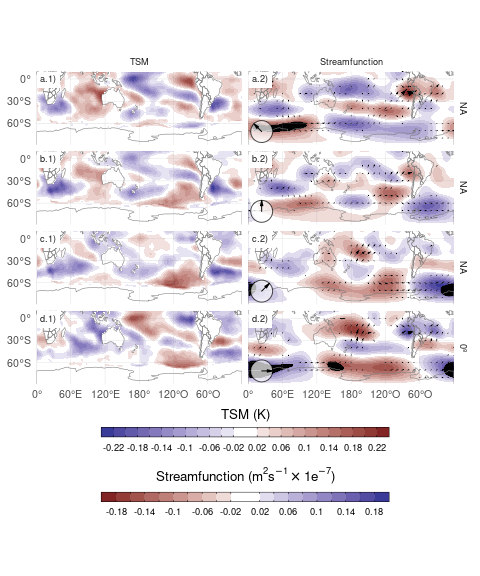 TSM Streamfunction
0° a.1) a.2) NA
30°S
60°S
0° b.1) b.2) NA
30°S
60°S
0° c.1) c.2) NA
30°S
60°S
0° d.1) d.2) 0º
30°S
60°S
0° 60°E 120°E 180° 120°O 60°O 0° 60°E 120°E 180° 120°O 60°O
TSM (K)
-0.22 -0.18 -0.14 -0.1 -0.06 -0.02 0.02 0.06 0.1 0.14 0.18 0.22
Streamfunction (m²s⁻¹ × 1e⁻⁷)
-0.18 -0.14 -0.1 -0.06 -0.02 0.02 0.06 0.1 0.14 0.18